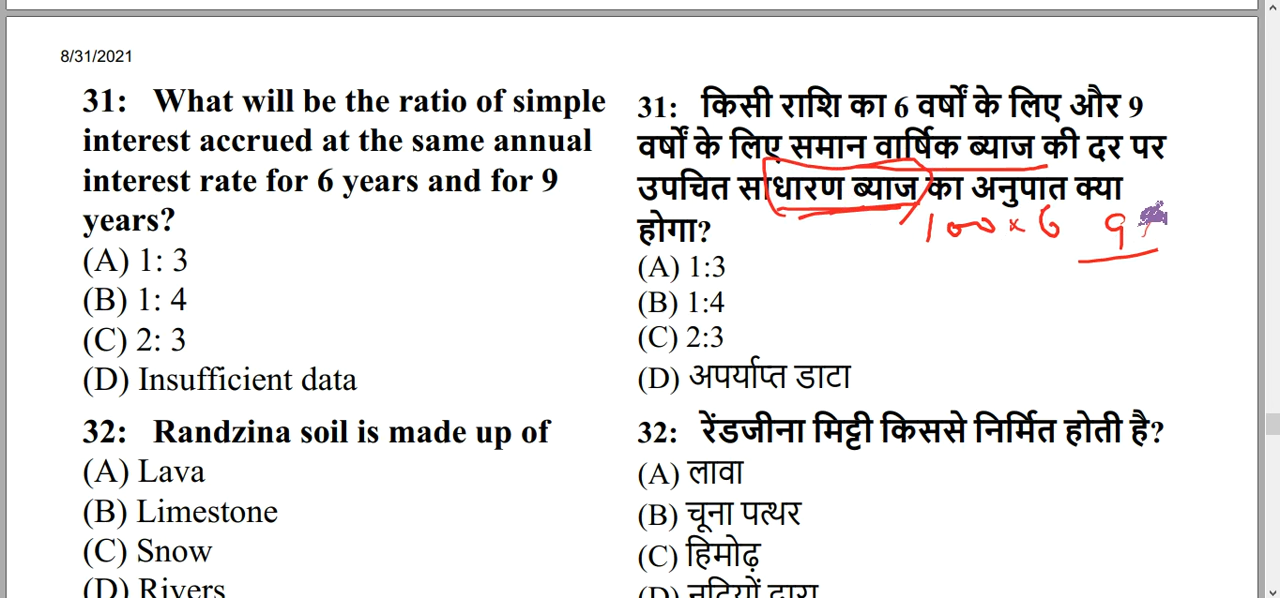 8/31/2021
31: What will be the ratio of simple
interest accrued at the same annual
interest rate for 6 years and for 9
years?
(A) 1: 3
(B) 1: 4
(C) 2: 3
(D) Insufficient data
32: Randzina soil is made up of
(A) Lava
(B) Limestone
(C) Snow
(D) Rivers
31: किसी राशि का 6 वर्षों के लिए और 9
वर्षों के लिए समान वार्षिक ब्याज की दर पर
उपचित साधारण ब्याज का अनुपात क्या
होगा?
100 × 6 9
(A) 1:3
(B) 1:4
(C) 2:3
(D) अपर्याप्त डाटा
32: रेंडजीना मिट्टी किससे निर्मित होती है?
(A) लावा
(B) चूना पत्थर
(C) हिमोढ़
(D) नदियों द्वारा